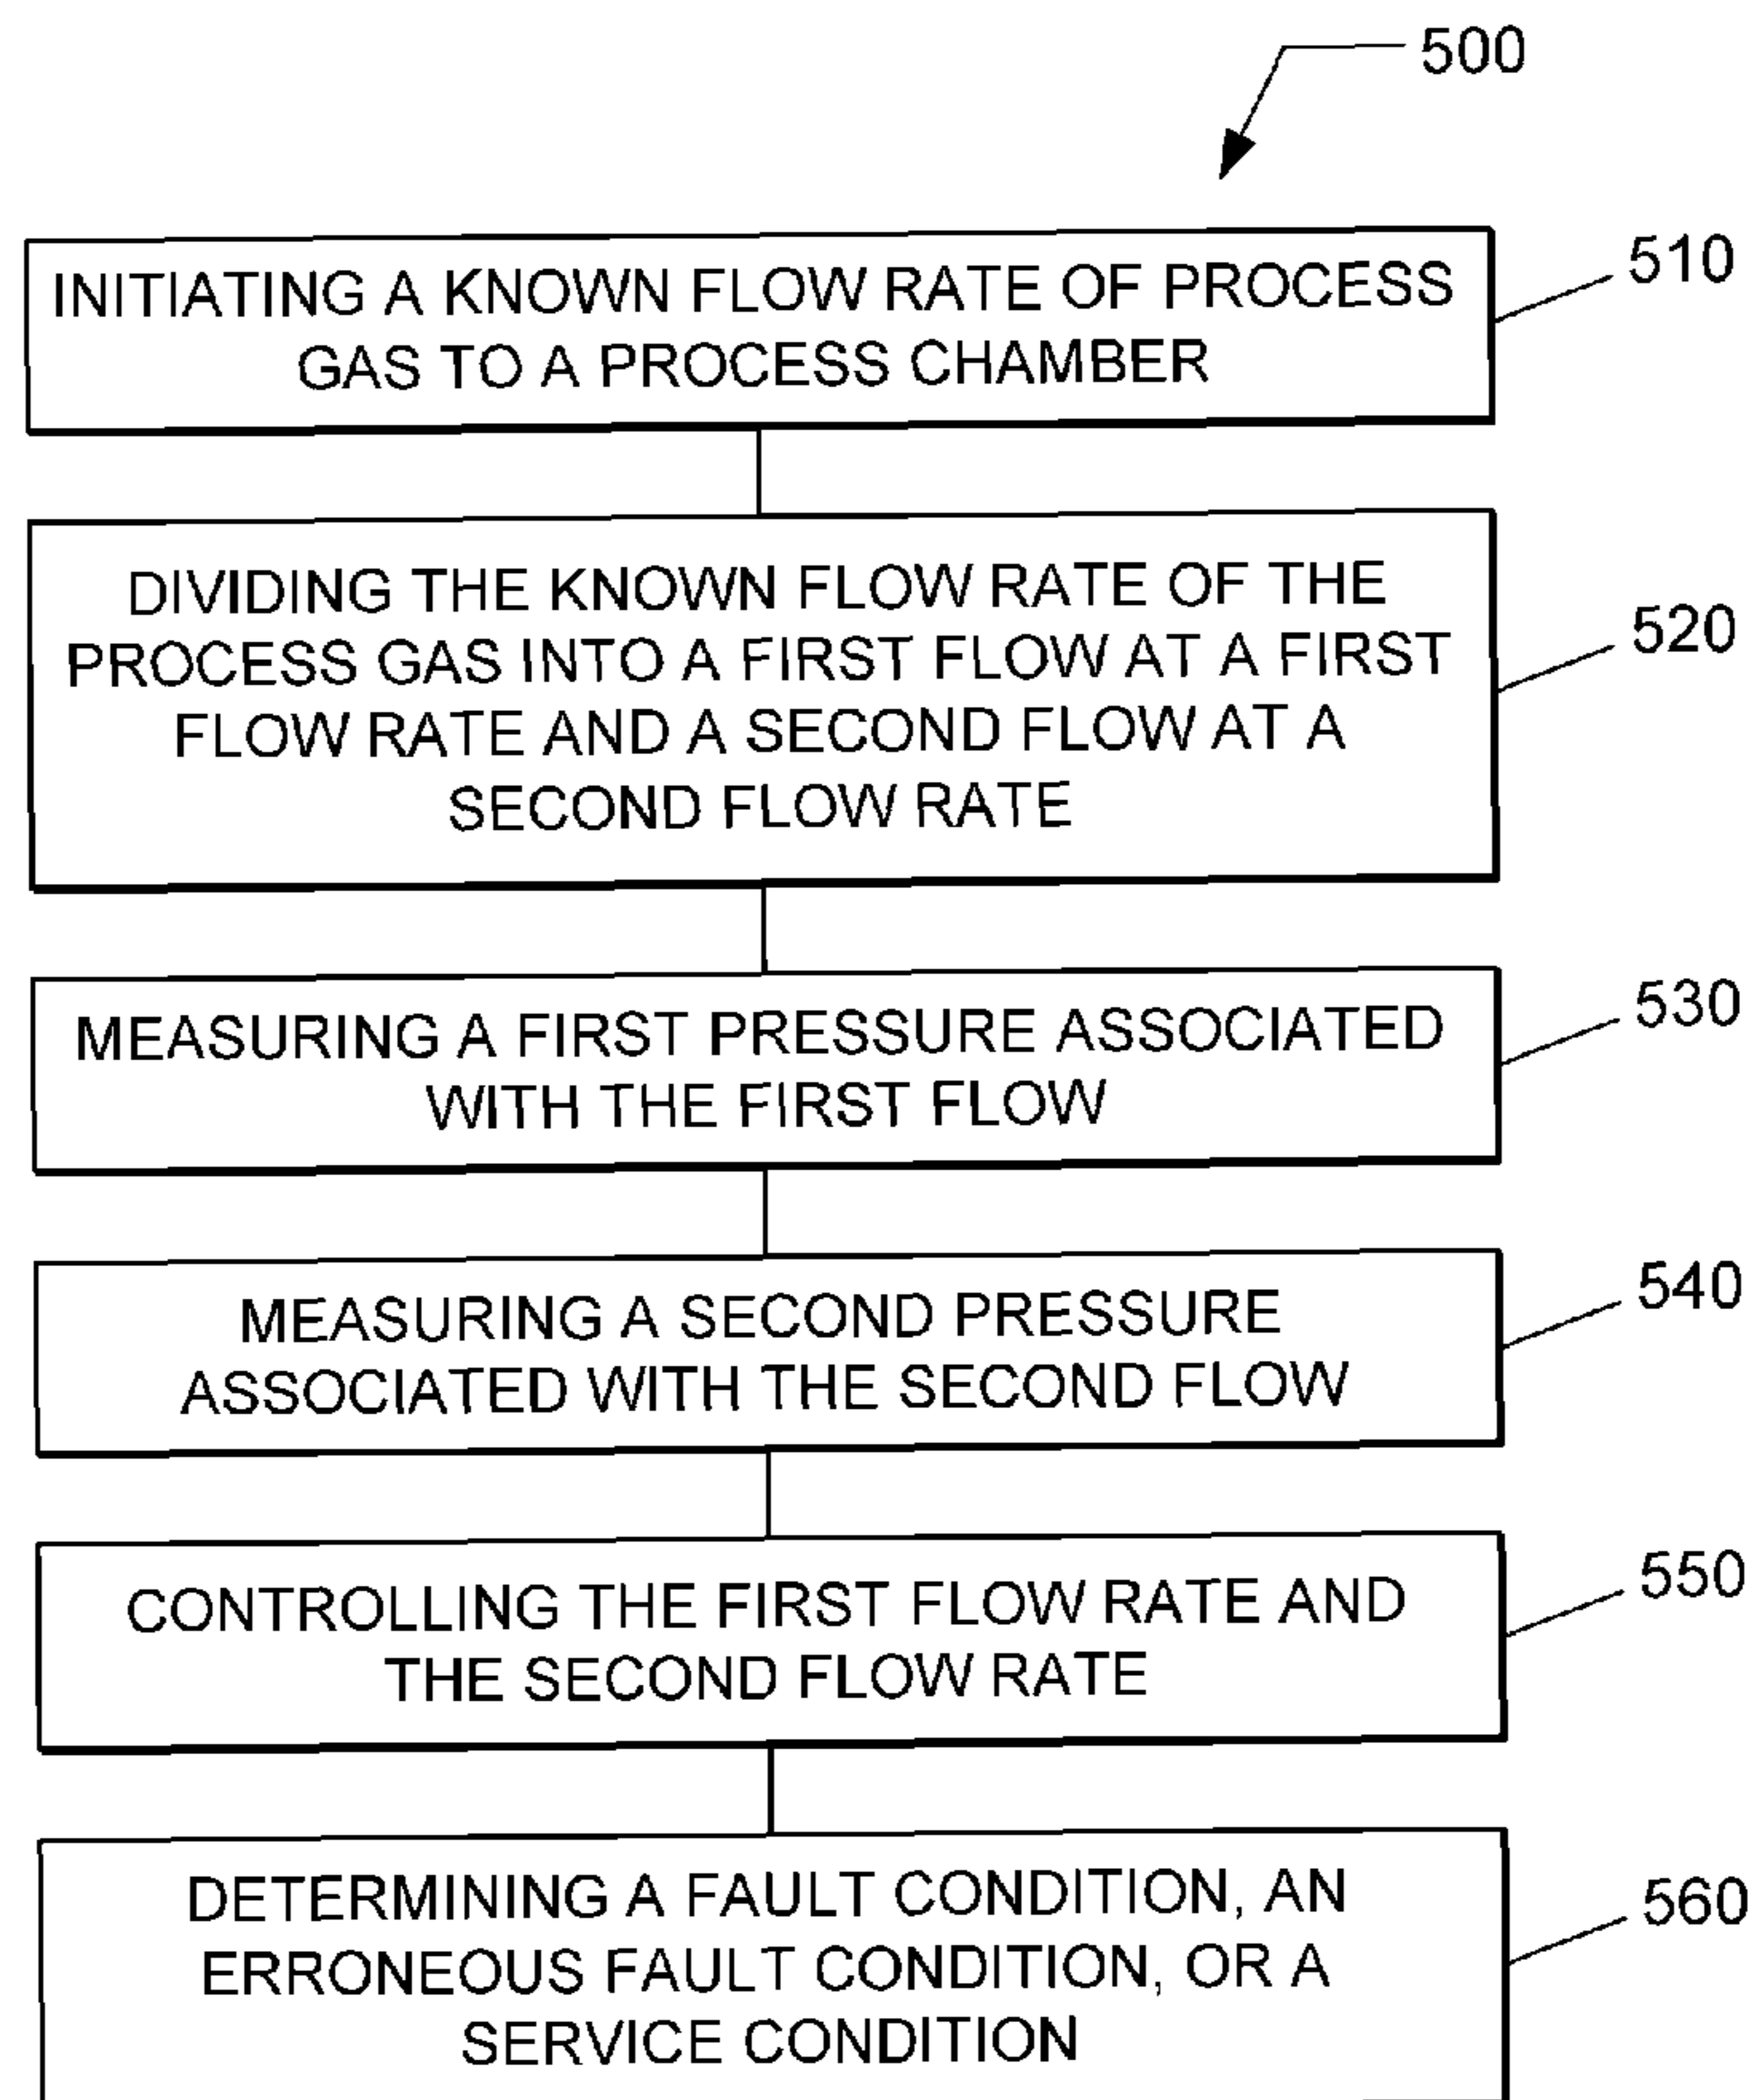 500
INITIATING A KNOWN FLOW RATE OF PROCESS
GAS TO A PROCESS CHAMBER
510
DIVIDING THE KNOWN FLOW RATE OF THE
PROCESS GAS INTO A FIRST FLOW AT A FIRST
FLOW RATE AND A SECOND FLOW AT A
SECOND FLOW RATE
520
MEASURING A FIRST PRESSURE ASSOCIATED
WITH THE FIRST FLOW
530
MEASURING A SECOND PRESSURE
ASSOCIATED WITH THE SECOND FLOW
540
CONTROLLING THE FIRST FLOW RATE AND
THE SECOND FLOW RATE
550
DETERMINING A FAULT CONDITION, AN
ERRONEOUS FAULT CONDITION, OR A
SERVICE CONDITION
560